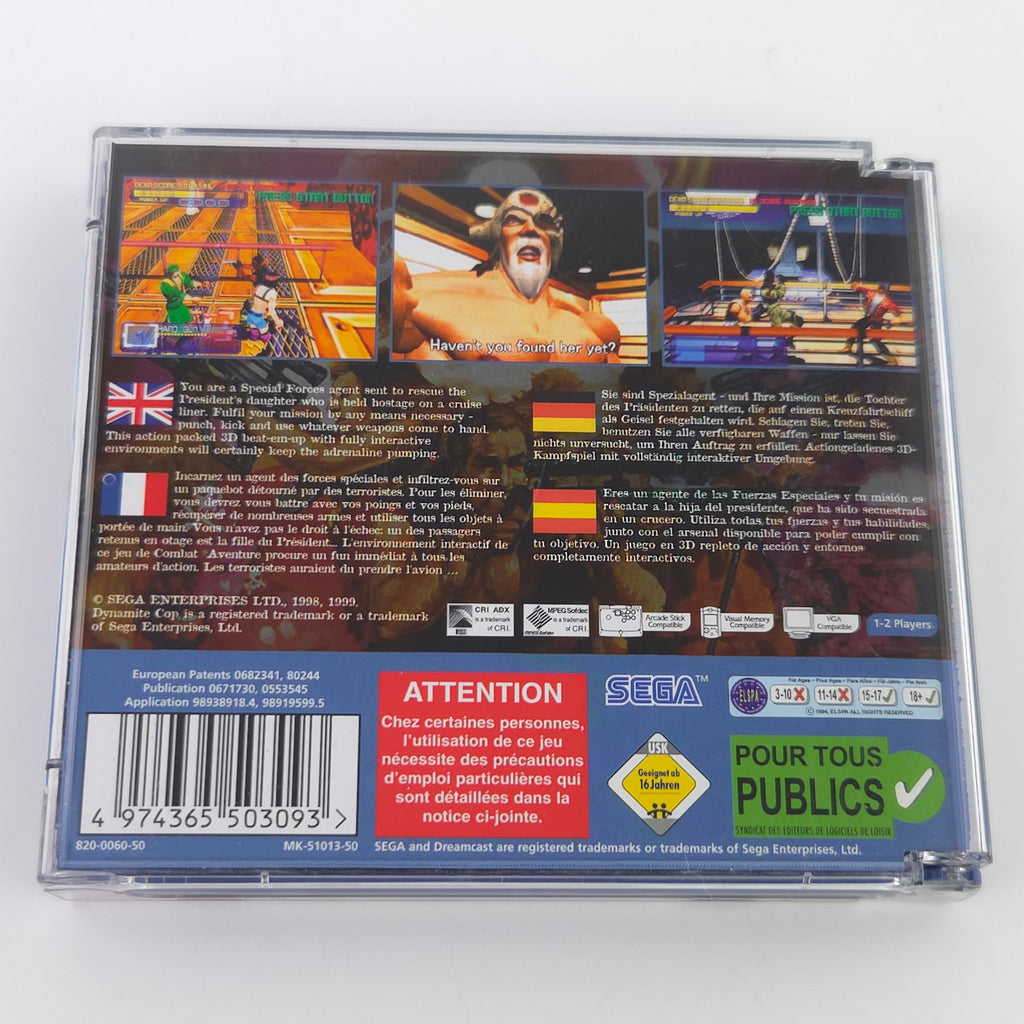 PRESS START BUTTON
HAND GUN
Haven't you found her yet?
PRESS START BUTTON
You are a Special Forces agent sent to rescue the
President's daughter who is held hostage on a cruise
liner. Fulfil your mission by any means necessary -
punch, kick and use whatever weapons come to hand.
This action packed 3D beat-em-up with fully interactive
environments will certainly keep the adrenaline pumping.
Sie sind Spezialagent - und Ihre Mission ist, die Tochter
des Präsidenten zu retten, die auf einem Kreuzfahrtschiff
als Geisel festgehalten wird. Schlagen Sie, treten Sie,
benutzen Sie alle verfügbaren Waffen - nur lassen Sie
nichts unversucht, um Ihren Auftrag zu erfüllen. Actiongeladenes 3D-
Kampfspiel mit vollständig interaktiver Umgebung.
Incarnez un agent des forces spéciales et infiltrez-vous sur
un paquebot détourné par des terroristes. Pour les éliminer,
vous devrez vous battre avec vos poings et vos pieds,
récupérer de nombreuses armes et utiliser tous les objets à
portée de main. Vous n'avez pas le droit à l'échec: un des passagers
retenus en otage est la fille du Président... L'environnement interactif de
ce jeu de Combat Aventure procure un fun immédiat à tous les
amateurs d'action. Les terroristes auraient du prendre l'avion ...
Eres un agente de las Fuerzas Especiales y tu misión es
rescatar a la hija del presidente, que ha sido secuestrada
en un crucero. Utiliza todas tus fuerzas y tus habilidades,
junto con el arsenal disponible para poder cumplir con
tu objetivo. Un juego en 3D repleto de acción y entornos
completamente interactivos.
© SEGA ENTERPRISES LTD., 1998, 1999.
Dynamite Cop is a registered trademark or a trademark
of Sega Enterprises, Ltd.
CRI ADX
is a trademark
of CRI.
MPEG Sofdec
is a trademark
of CRI.
Arcade Stick
Compatible
Visual Memory
Compatible
VGA
Compatible
1-2 Players
European Patents 0682341, 80244
Publication 0671730, 0553545
Application 98938918.4, 98919599.5
4 974365 503093 >
820-0060-50
MK-51013-50
ATTENTION
Chez certaines personnes,
l'utilisation de ce jeu
nécessite des précautions
d'emploi particulières qui
sont détaillées dans la
notice ci-jointe.
SEGA™
ELSPA
3-10
11-14
15-17
18+
© 1994, ELSPA ALL RIGHTS RESERVED.
USK
Geeignet ab
16 Jahren
POUR TOUS
PUBLICS
SYNDICAT DES EDITEURS DE LOGICIELS DE LOISIR
SEGA and Dreamcast are registered trademarks or trademarks of Sega Enterprises, Ltd.